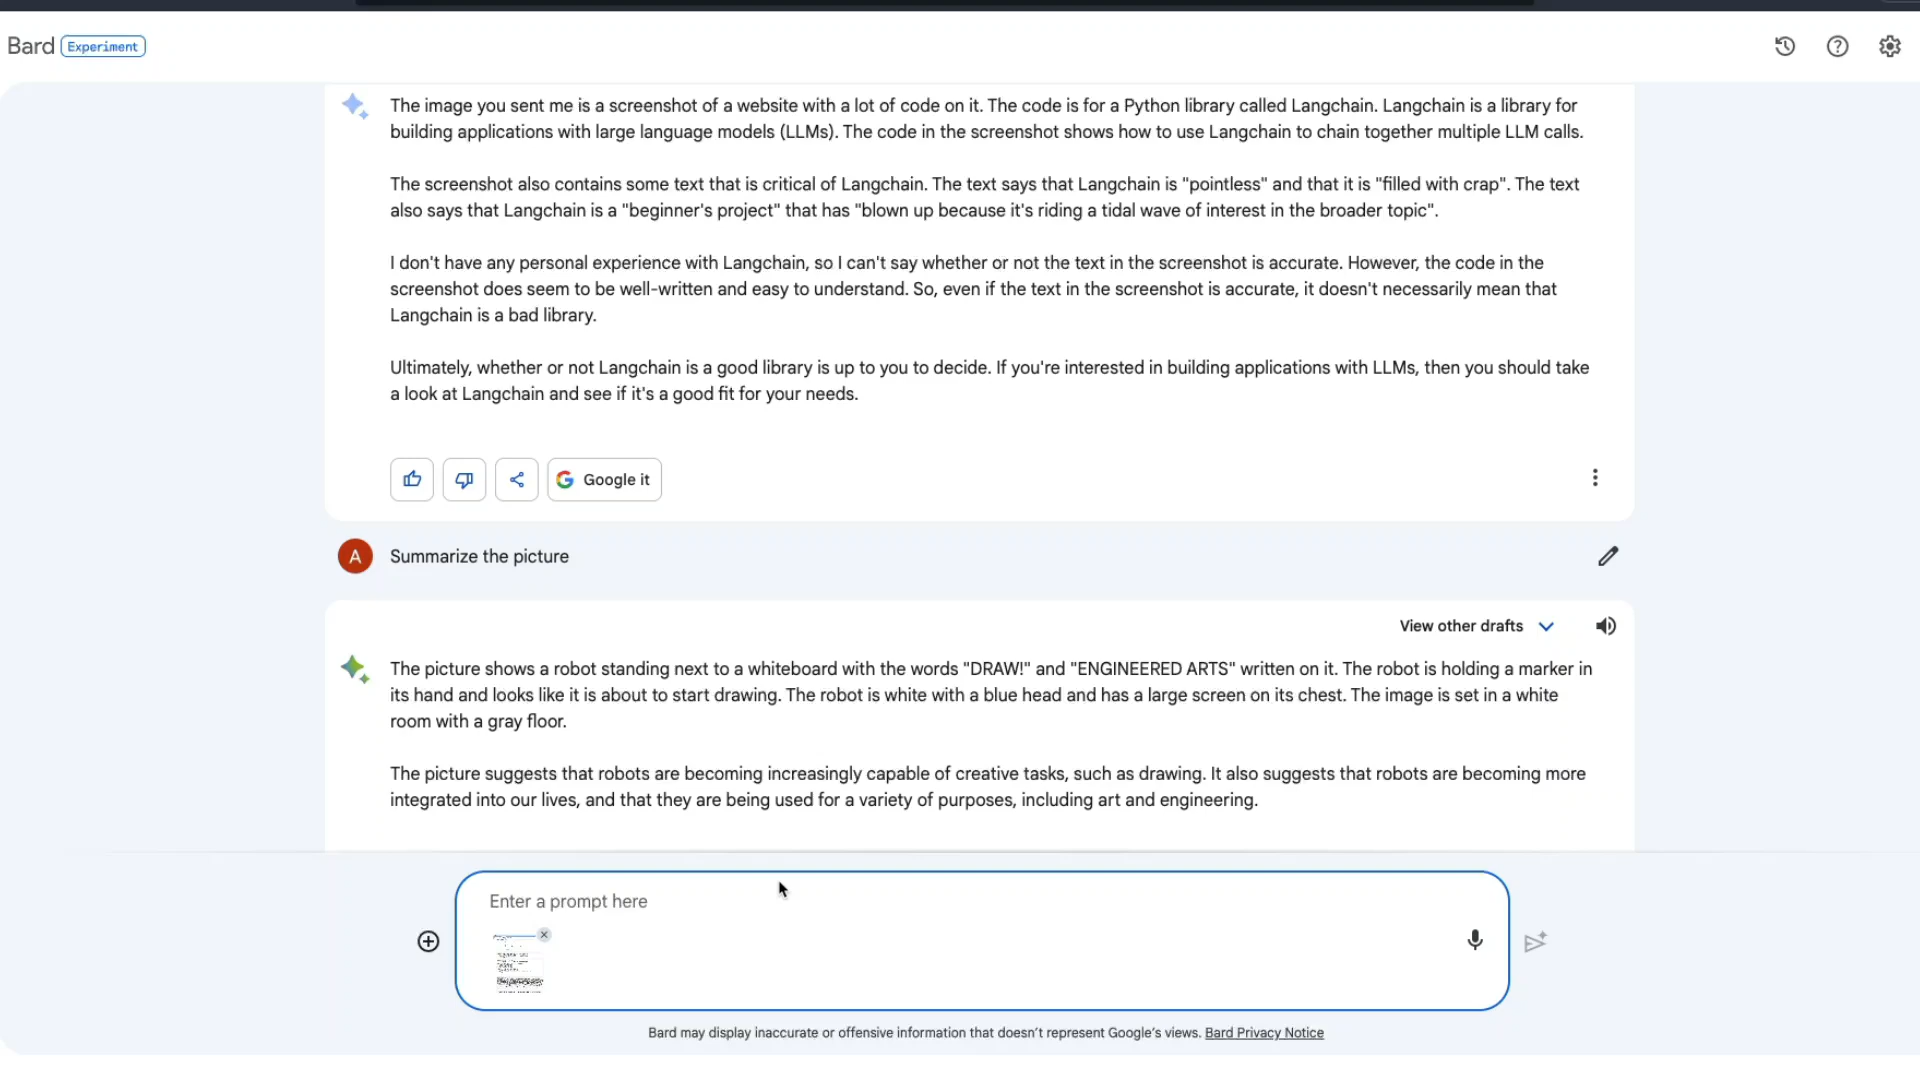 Bard Experiment
The image you sent me is a screenshot of a website with a lot of code on it. The code is for a Python library called Langchain. Langchain is a library for
building applications with large language models (LLMs). The code in the screenshot shows how to use Langchain to chain together multiple LLM calls.
The screenshot also contains some text that is critical of Langchain. The text says that Langchain is "pointless" and that it is "filled with crap". The text
also says that Langchain is a "beginner's project" that has "blown up because it's riding a tidal wave of interest in the broader topic".
I don't have any personal experience with Langchain, so I can't say whether or not the text in the screenshot is accurate. However, the code in the
screenshot does seem to be well-written and easy to understand. So, even if the text in the screenshot is accurate, it doesn't necessarily mean that
Langchain is a bad library.
Ultimately, whether or not Langchain is a good library is up to you to decide. If you're interested in building applications with LLMs, then you should take
a look at Langchain and see if it's a good fit for your needs.
Google it
A Summarize the picture
View other drafts
The picture shows a robot standing next to a whiteboard with the words "DRAW!" and "ENGINEERED ARTS" written on it. The robot is holding a marker in
its hand and looks like it is about to start drawing. The robot is white with a blue head and has a large screen on its chest. The image is set in a white
room with a gray floor.
The picture suggests that robots are becoming increasingly capable of creative tasks, such as drawing. It also suggests that robots are becoming more
integrated into our lives, and that they are being used for a variety of purposes, including art and engineering.
Enter a prompt here
Bard may display inaccurate or offensive information that doesn't represent Google's views. Bard Privacy Notice